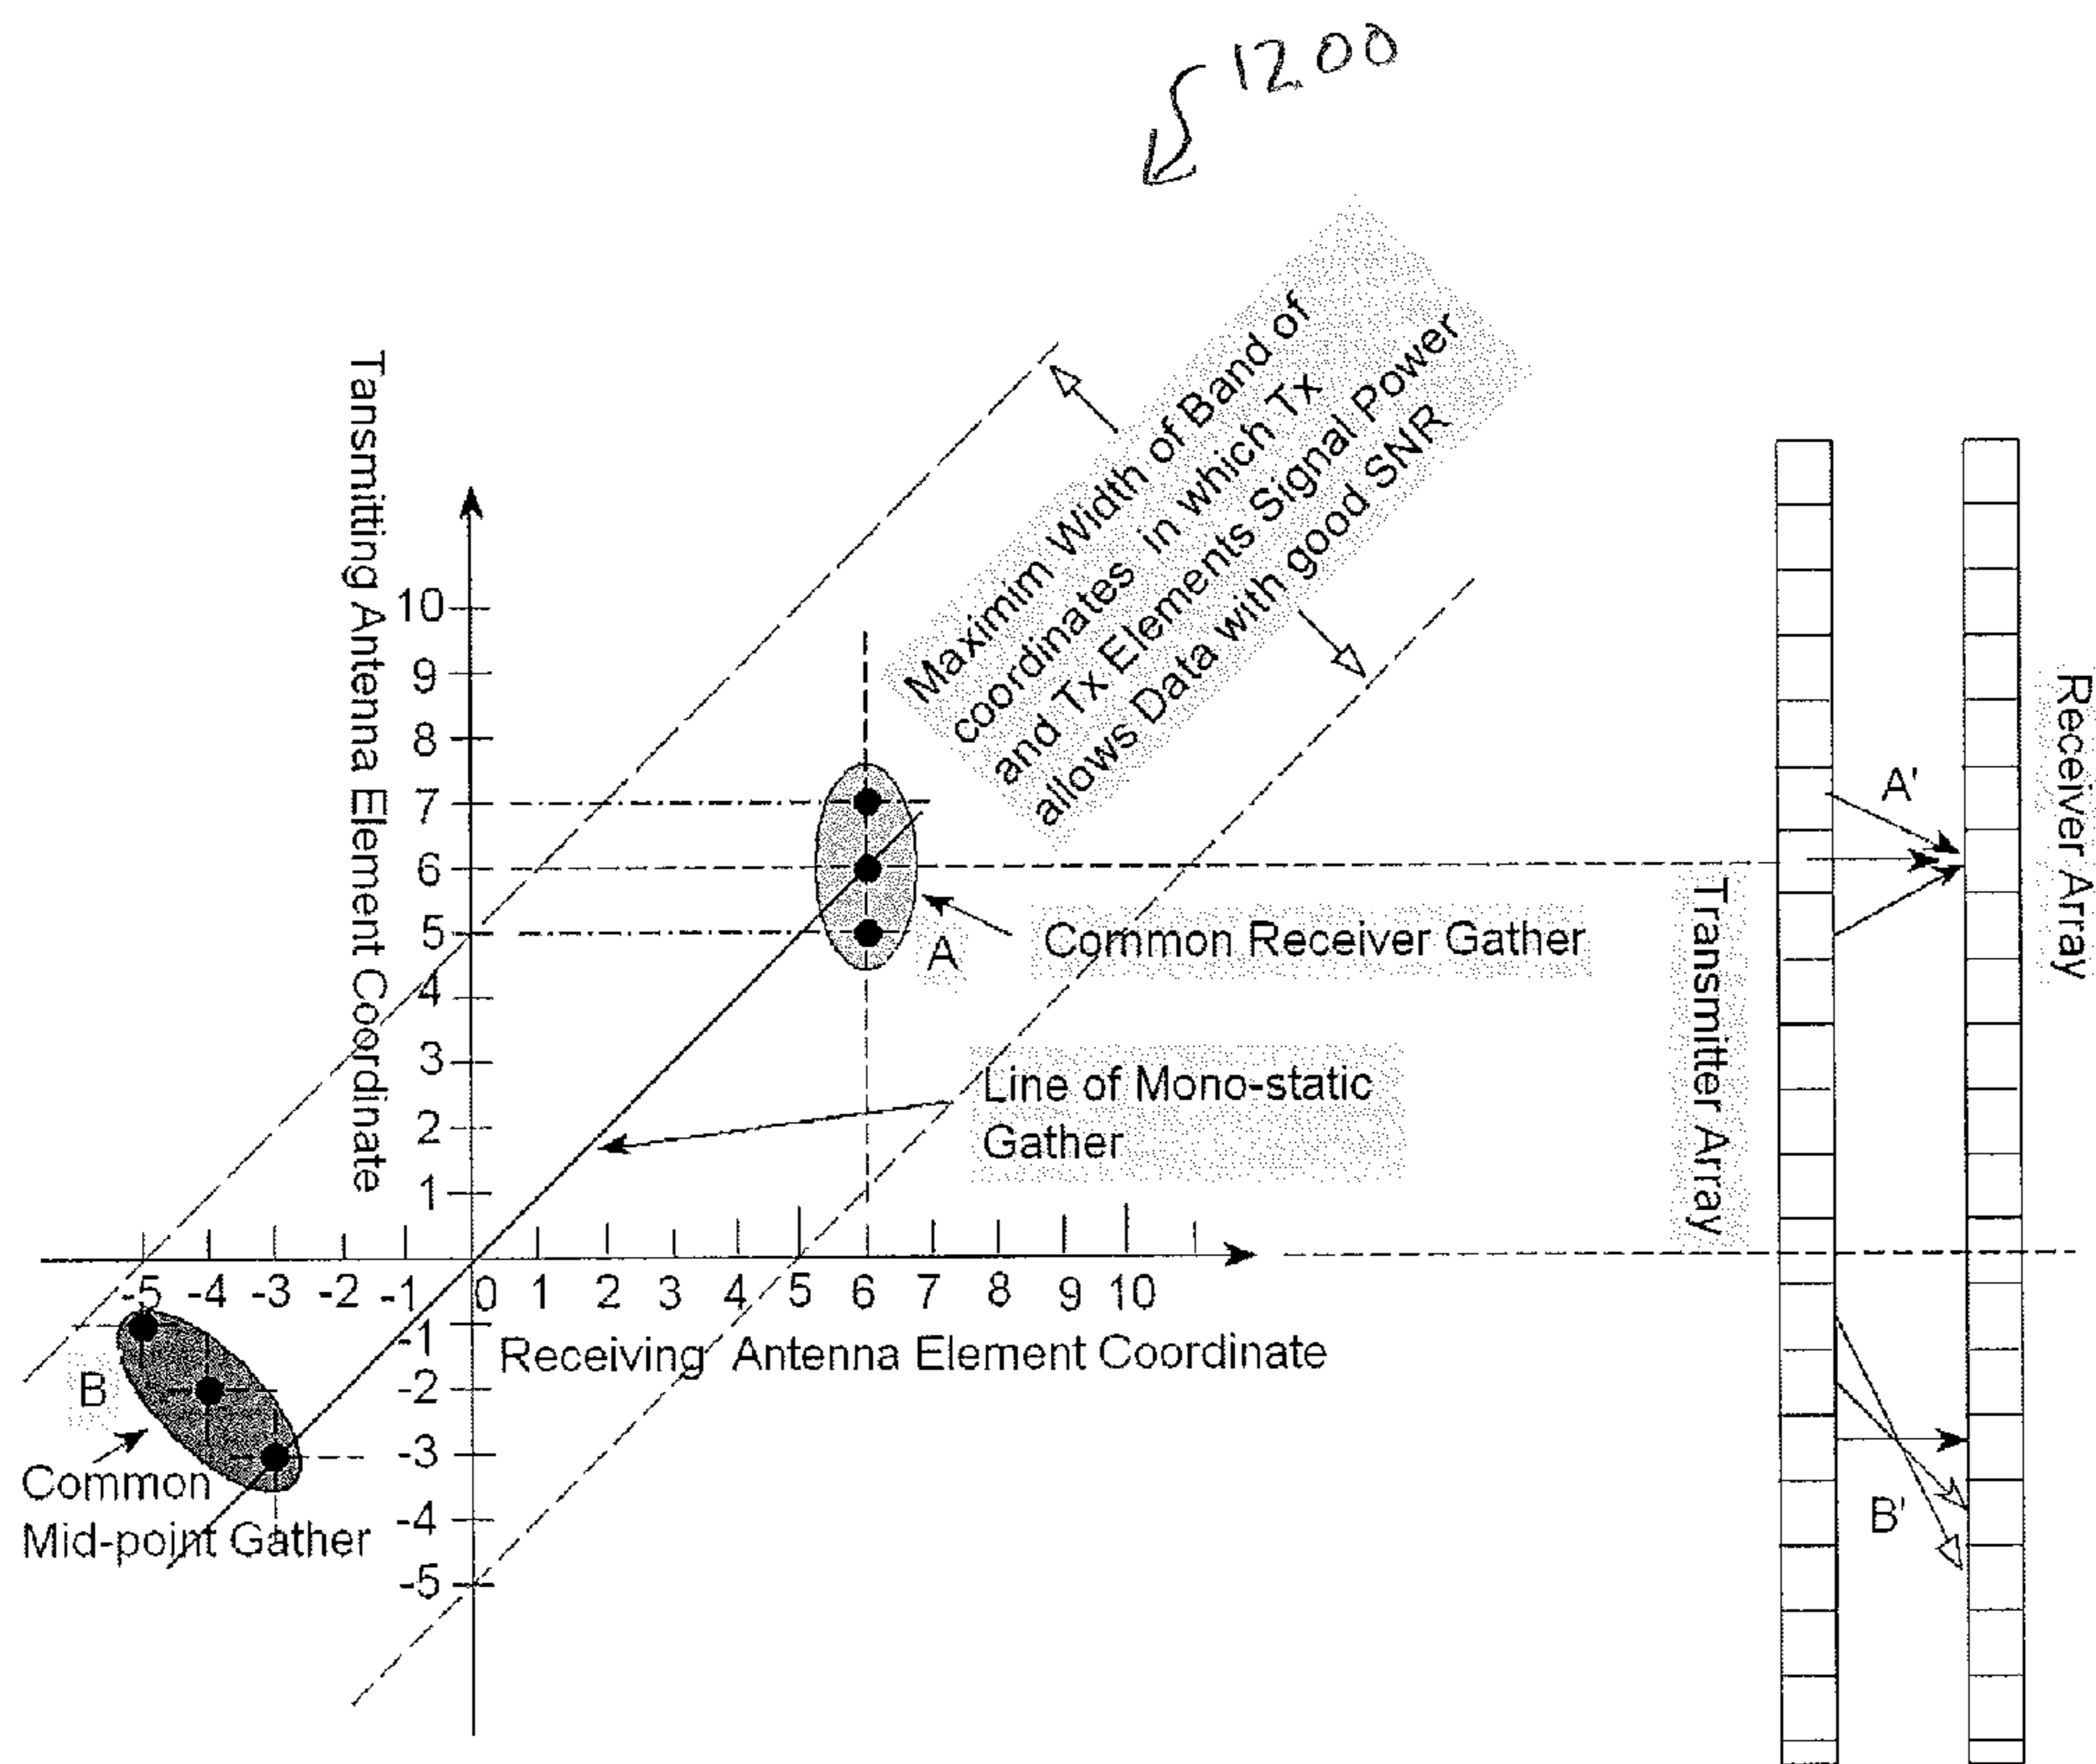 1200
Maximim Width of Band of
coordinates in which Tx
and Tx Elements Signal Power
allows Data with good SNR
Tansmitting Antenna Element Coordinate
10
9
8
7
6
5
4
3
2
1
A
Common Receiver Gather
Line of Mono-static
Gather
-5 -4 -3 -2 -1 0 1 2 3 4 5 6 7 8 9 10
Receiving Antenna Element Coordinate
-1
-2
-3
-4
-5
B
Common
Mid-point Gather
Transmitter Array
Receiver Array
A'
B'